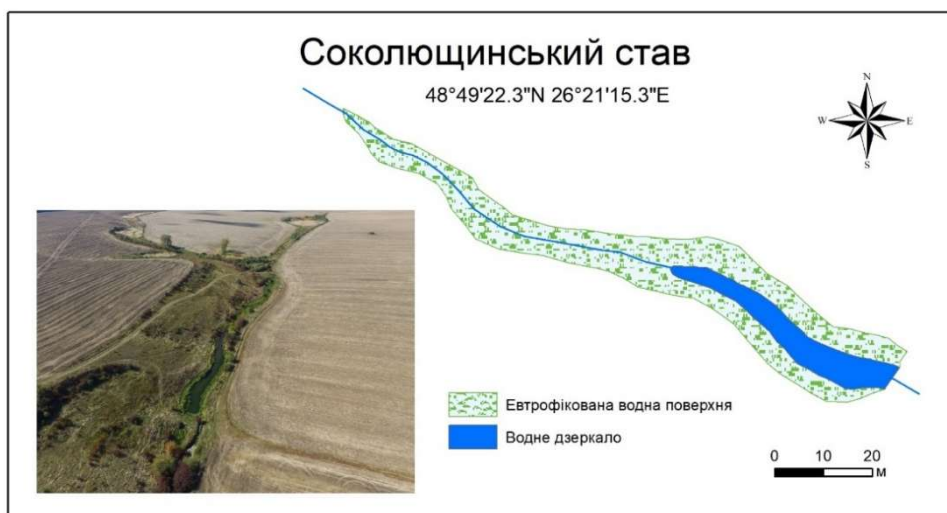 Соколющинський став
48°49'22.3"N 26°21'15.3"E
N
W E
S
Евтрофікована водна поверхня
Водне дзеркало
0 10 20
м